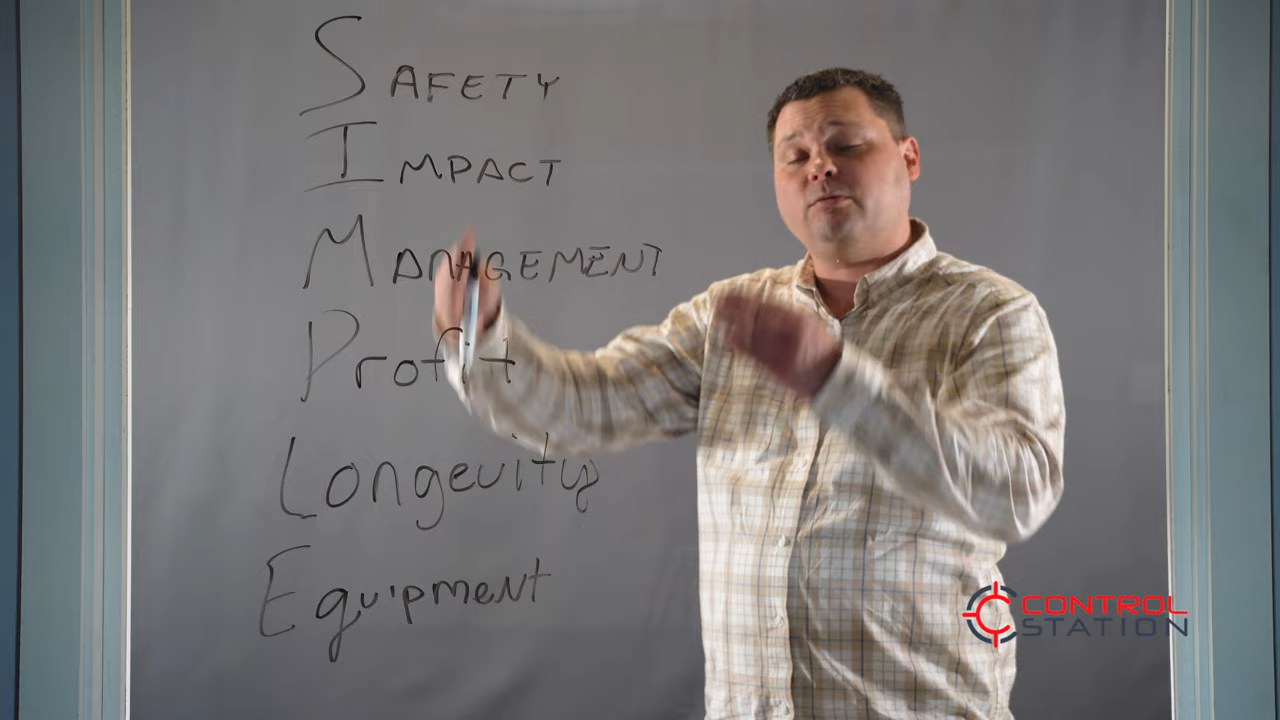 SAFETY
IMPACT
MANAGEMENT
Profit
Longevity
Equipment
CONTROL
STATION